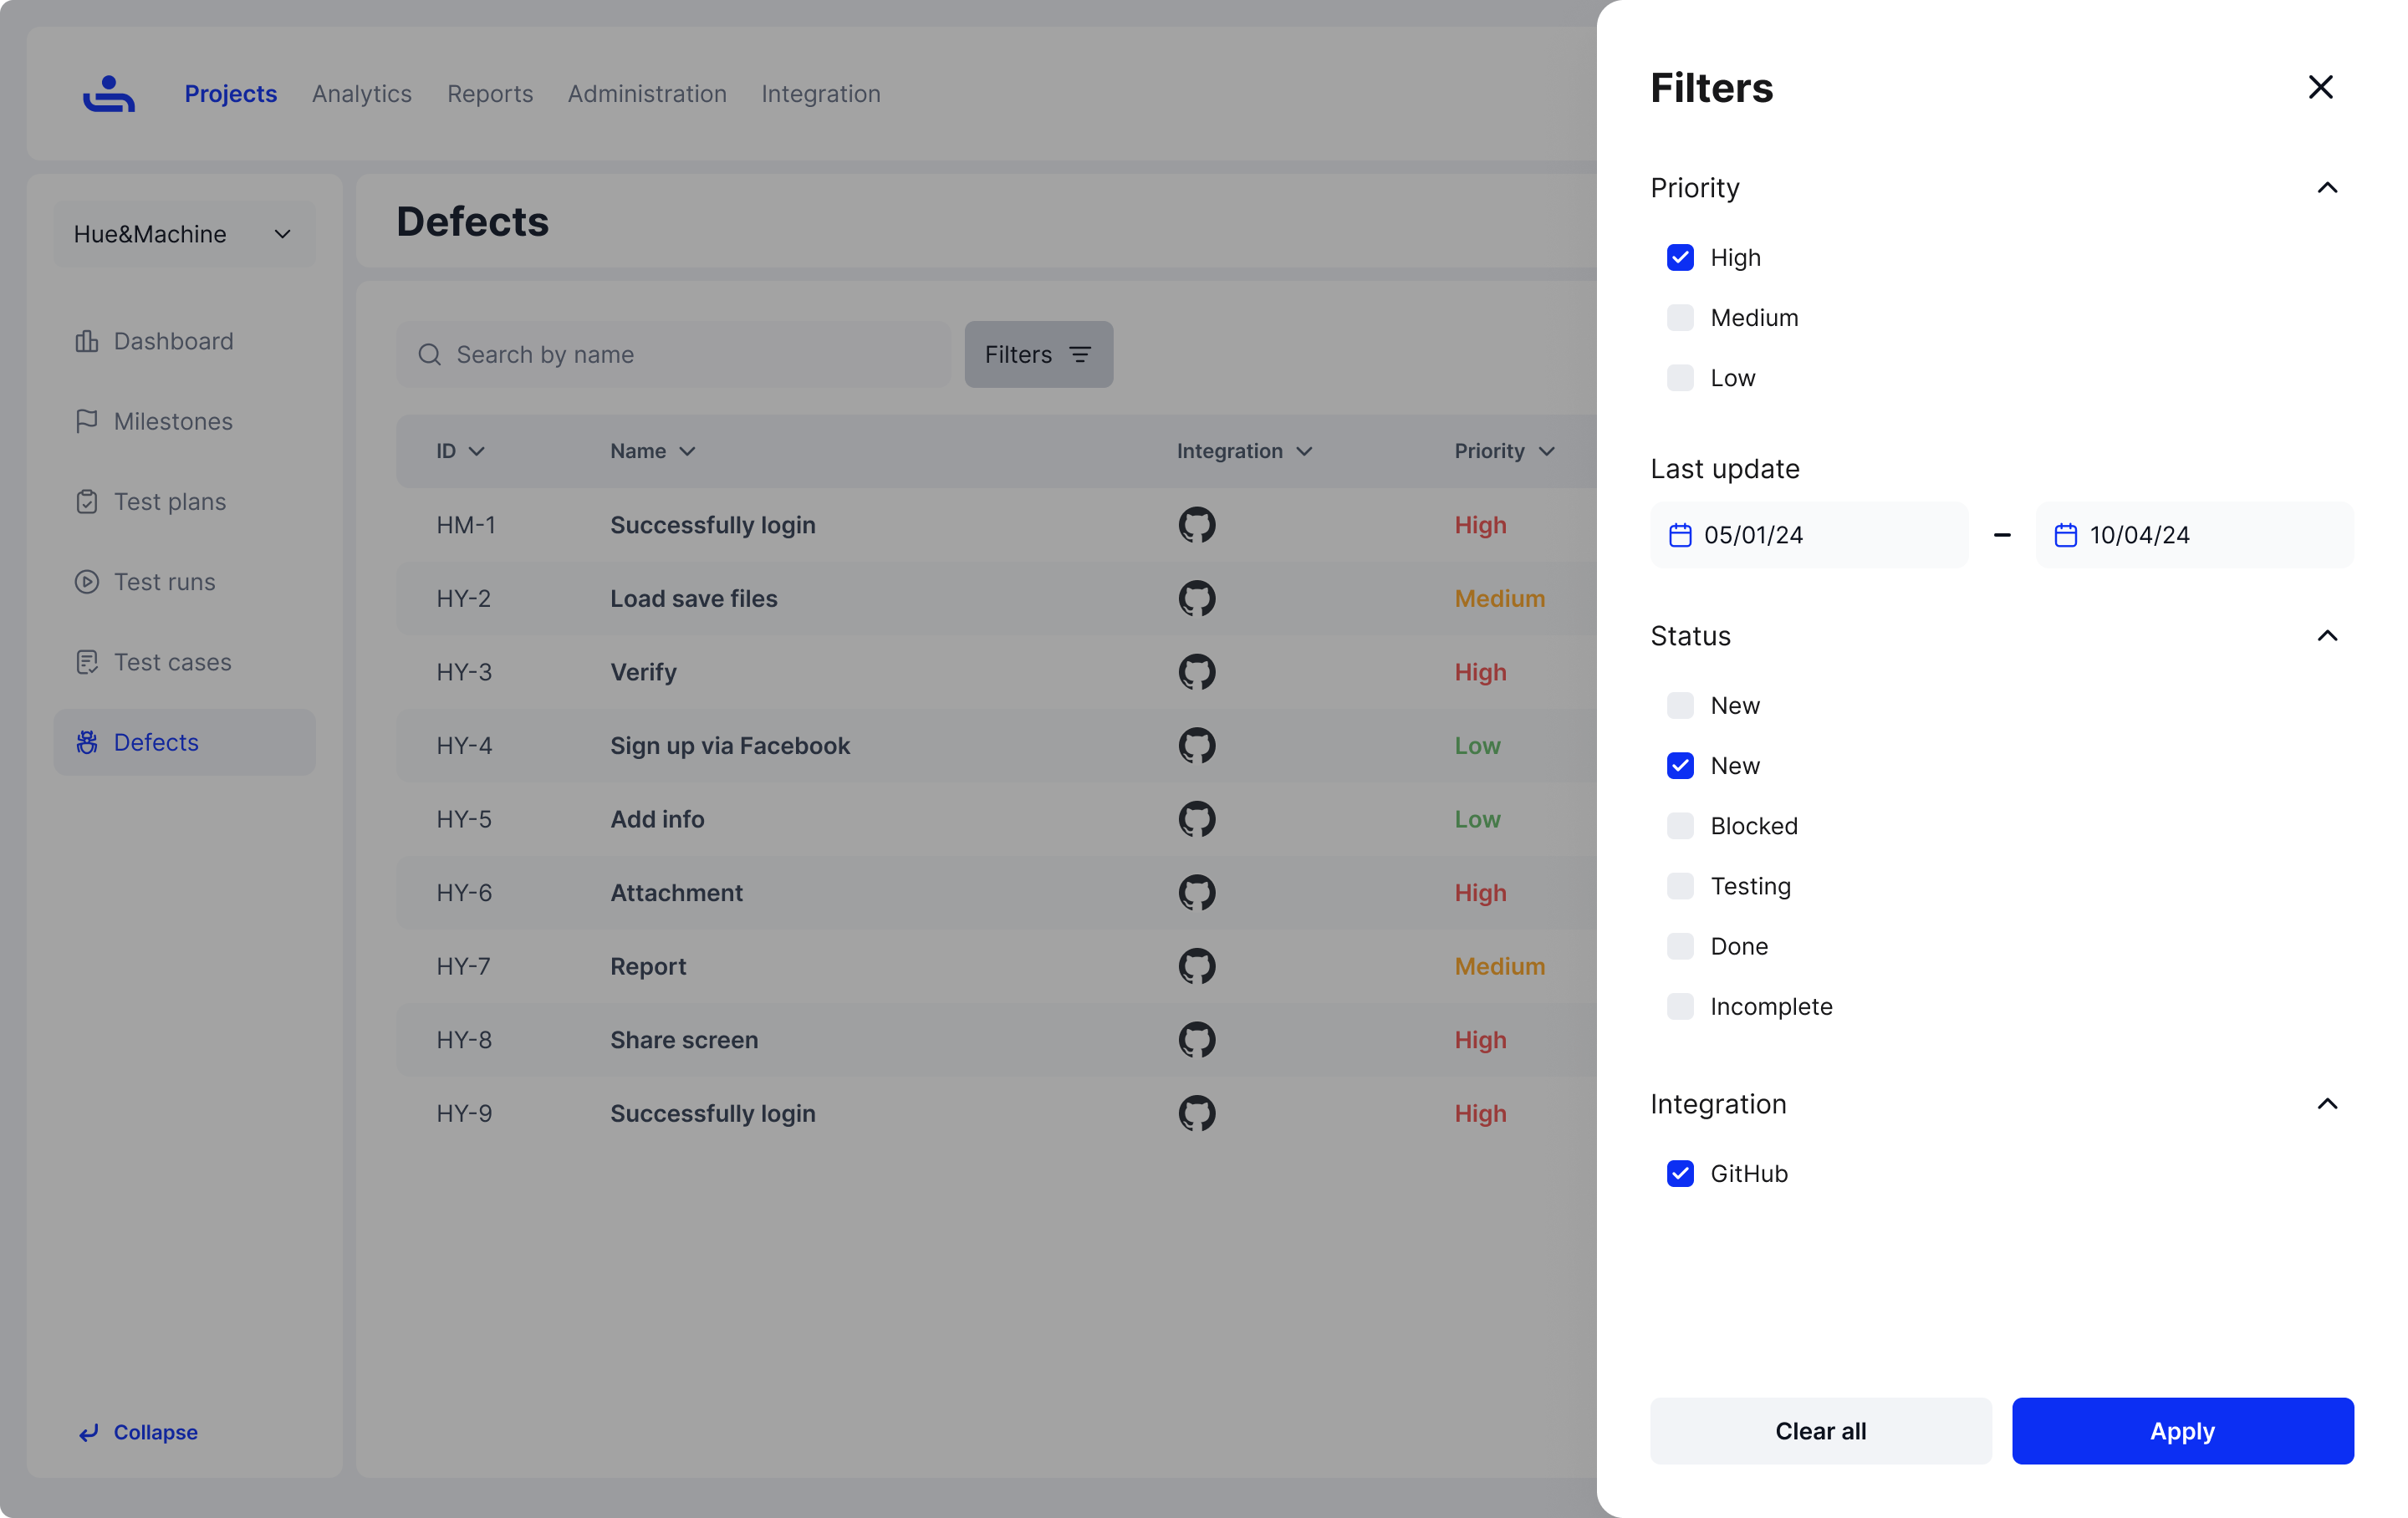 Projects Analytics Reports Administration Integration
Hue&Machine
Dashboard
Milestones
Test plans
Test runs
Test cases
Defects
Collapse
Defects
Search by name
Filters
ID Name Integration Priority
HM-1 Successfully login High
HY-2 Load save files Medium
HY-3 Verify High
HY-4 Sign up via Facebook Low
HY-5 Add info Low
HY-6 Attachment High
HY-7 Report Medium
HY-8 Share screen High
HY-9 Successfully login High
Filters
Priority
High
Medium
Low
Last update
05/01/24 – 10/04/24
Status
New
New
Blocked
Testing
Done
Incomplete
Integration
GitHub
Clear all
Apply